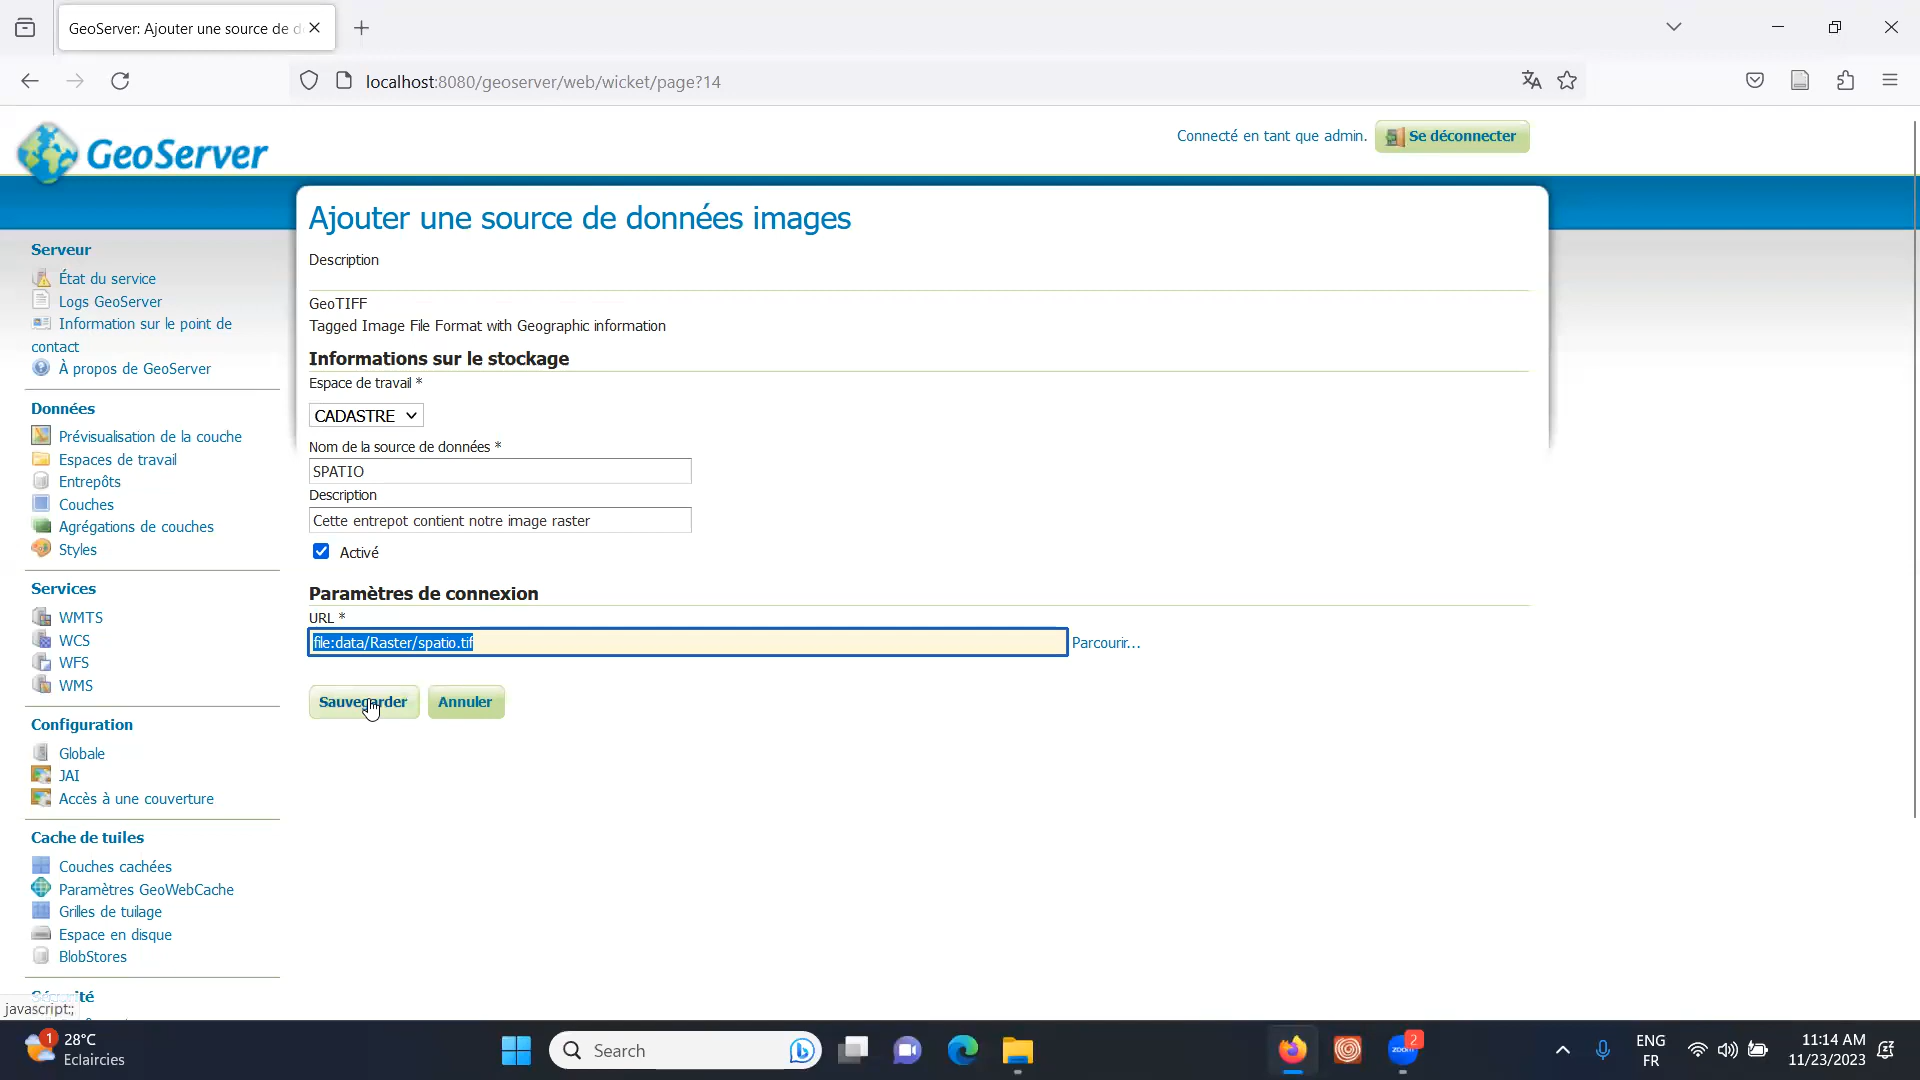 GeoServer: Ajouter une source de d
localhost:8080/geoserver/web/wicket/page?14
GeoServer
Connecté en tant que admin.
Se déconnecter
Ajouter une source de données images
Description
GeoTIFF
Tagged Image File Format with Geographic information
Informations sur le stockage
Espace de travail *
CADASTRE
Nom de la source de données *
SPATIO
Description
Cette entrepot contient notre image raster
Activé
Paramètres de connexion
URL *
file:data/Raster/spatio.tif
Parcourir...
Sauvegarder
Annuler
Serveur
État du service
Logs GeoServer
Information sur le point de
contact
À propos de GeoServer
Données
Prévisualisation de la couche
Espaces de travail
Entrepôts
Couches
Agrégations de couches
Styles
Services
WMTS
WCS
WFS
WMS
Configuration
Globale
JAI
Accès à une couverture
Cache de tuiles
Couches cachées
Paramètres GeoWebCache
Grilles de tuilage
Espace en disque
BlobStores
Sécurité
javascript:;
1
28°C
Eclaircies
Search
zoom
2
ENG
FR
11:14 AM
11/23/2023